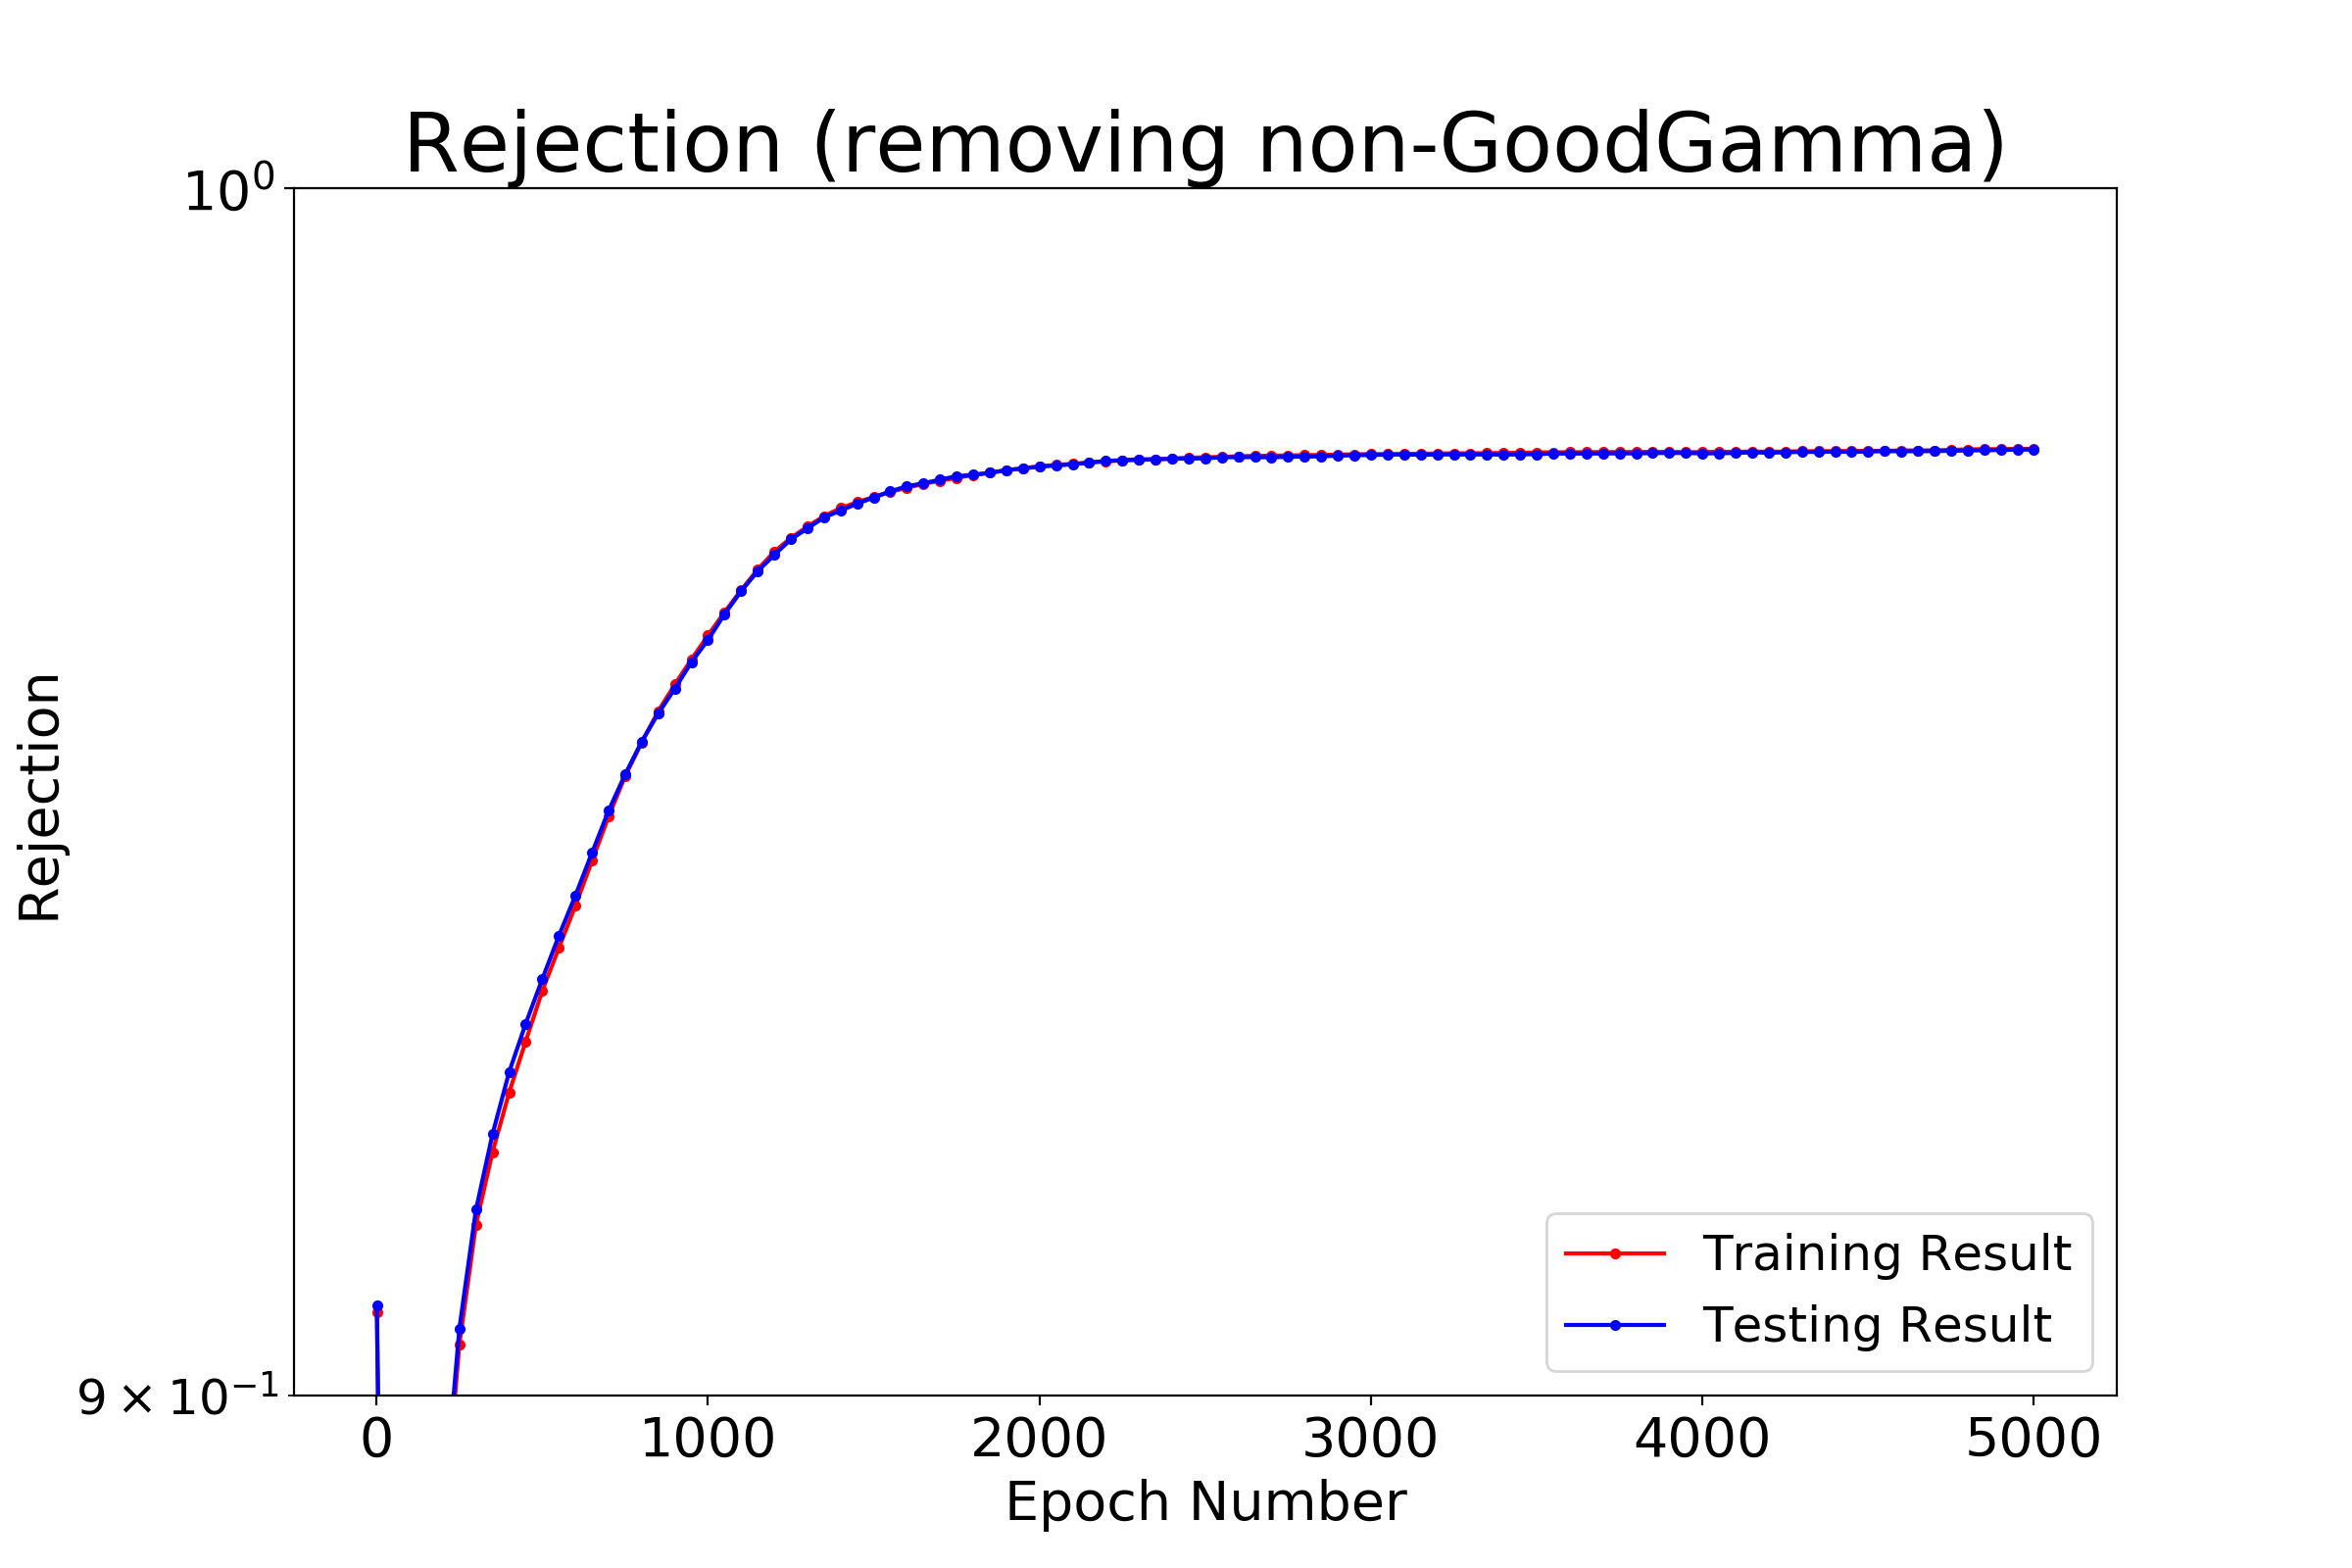 Rejection (removing non-GoodGamma)
10⁰
Rejection
9 × 10⁻¹
0 1000 2000 3000 4000 5000
Epoch Number
Training Result
Testing Result